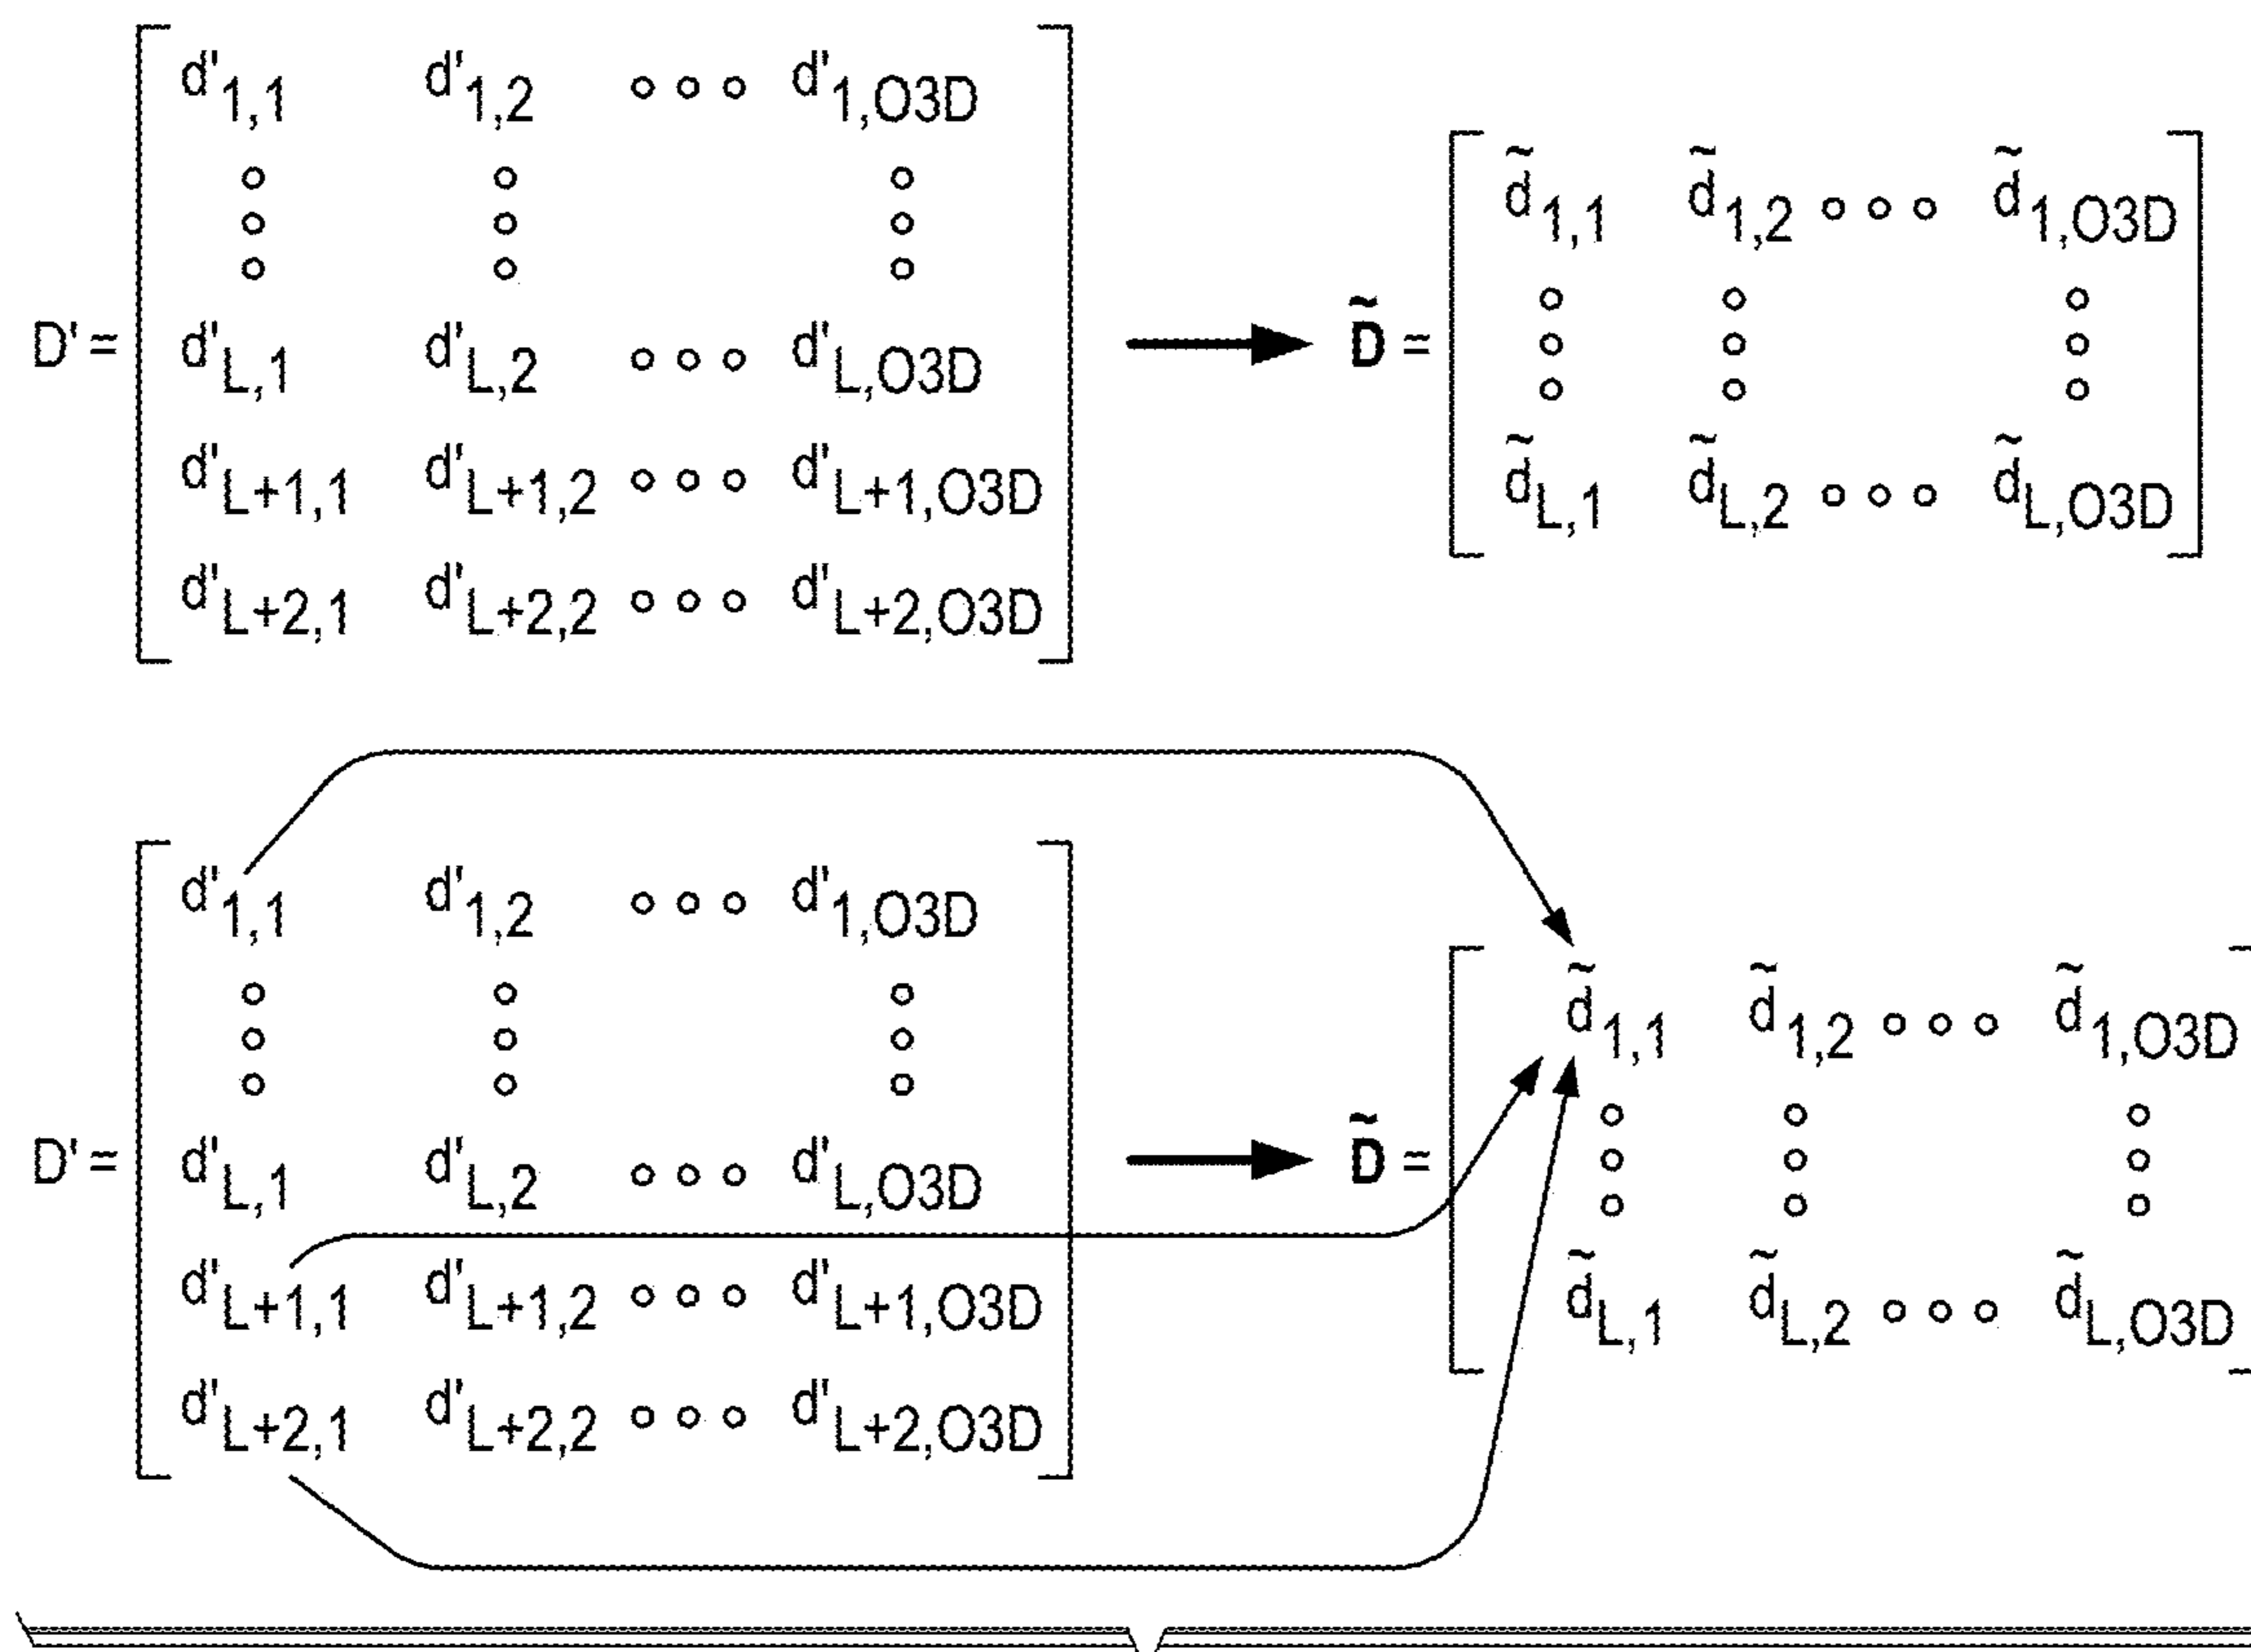 d'1,1 d'1,2 ∘ ∘ ∘ d'1,O3D
D' = d'L,1 d'L,2 ∘ ∘ ∘ d'L,O3D
d'L+1,1 d'L+1,2 ∘ ∘ ∘ d'L+1,O3D
d'L+2,1 d'L+2,2 ∘ ∘ ∘ d'L+2,O3D
D̃ =
d̃1,1 d̃1,2 ∘ ∘ ∘ d̃1,O3D
d̃L,1 d̃L,2 ∘ ∘ ∘ d̃L,O3D
d'1,1 d'1,2 ∘ ∘ ∘ d'1,O3D
D' = d'L,1 d'L,2 ∘ ∘ ∘ d'L,O3D
d'L+1,1 d'L+1,2 ∘ ∘ ∘ d'L+1,O3D
d'L+2,1 d'L+2,2 ∘ ∘ ∘ d'L+2,O3D
D̃ =
d̃1,1 d̃1,2 ∘ ∘ ∘ d̃1,O3D
d̃L,1 d̃L,2 ∘ ∘ ∘ d̃L,O3D